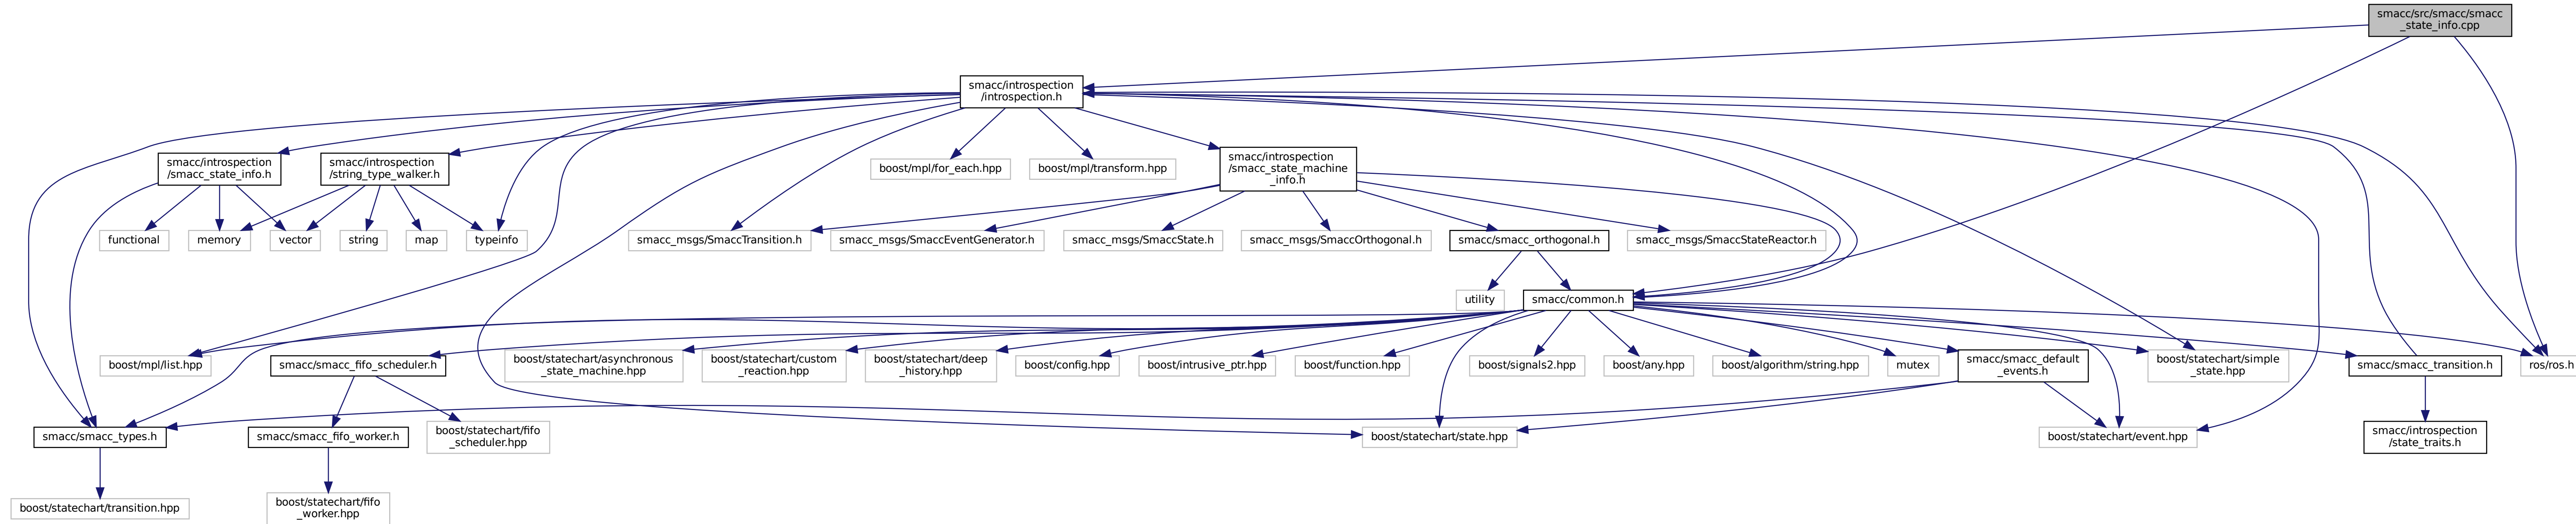 smacc/src/smacc/smacc
_state_info.cpp
smacc/introspection
/introspection.h
smacc/introspection
/smacc_state_info.h
smacc/introspection
/string_type_walker.h
boost/mpl/for_each.hpp
boost/mpl/transform.hpp
smacc/introspection
/smacc_state_machine
_info.h
functional
memory
vector
string
map
typeinfo
smacc_msgs/SmaccTransition.h
smacc_msgs/SmaccEventGenerator.h
smacc_msgs/SmaccState.h
smacc_msgs/SmaccOrthogonal.h
smacc/smacc_orthogonal.h
smacc_msgs/SmaccStateReactor.h
utility
smacc/common.h
boost/mpl/list.hpp
smacc/smacc_fifo_scheduler.h
boost/statechart/asynchronous
_state_machine.hpp
boost/statechart/custom
_reaction.hpp
boost/statechart/deep
_history.hpp
boost/config.hpp
boost/intrusive_ptr.hpp
boost/function.hpp
boost/signals2.hpp
boost/any.hpp
boost/algorithm/string.hpp
mutex
smacc/smacc_default
_events.h
boost/statechart/simple
_state.hpp
smacc/smacc_transition.h
ros/ros.h
smacc/smacc_types.h
smacc/smacc_fifo_worker.h
boost/statechart/fifo
_scheduler.hpp
boost/statechart/state.hpp
boost/statechart/event.hpp
smacc/introspection
/state_traits.h
boost/statechart/transition.hpp
boost/statechart/fifo
_worker.hpp